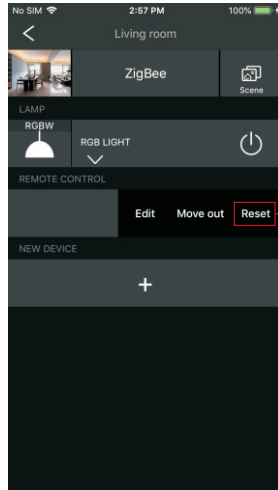 No SIM 2:57 PM 100%
Living room
ZigBee
Scene
LAMP
RGBW
RGB LIGHT
REMOTE CONTROL
Edit Move out Reset
NEW DEVICE
+